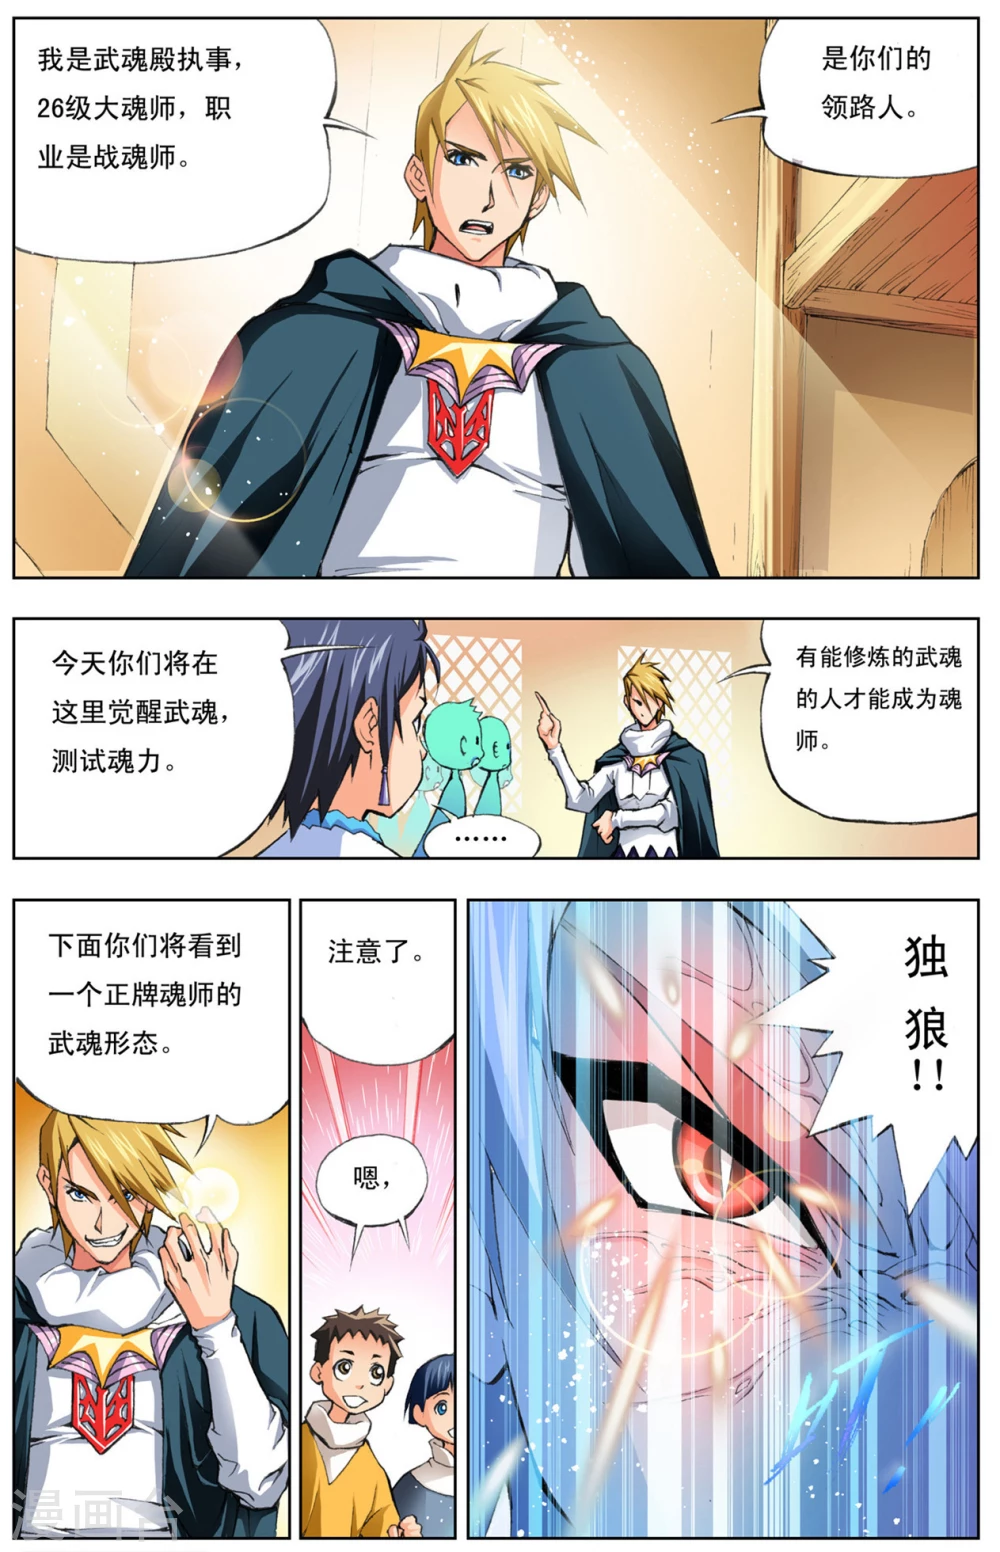 我是武魂殿执事，
26级大魂师，职
业是战魂师。
是你们的
领路人。
今天你们将在
这里觉醒武魂，
测试魂力。
有能修炼的武魂
的人才能成为魂
师。
……
下面你们将看到
一个正牌魂师的
武魂形态。
注意了。
嗯，
独
狼
!!
漫画台